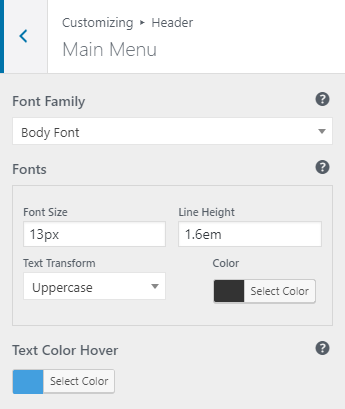 Customizing ▸ Header
Main Menu
Font Family
Body Font
Fonts
Font Size Line Height
13px 1.6em
Text Transform Color
Uppercase Select Color
Text Color Hover
Select Color